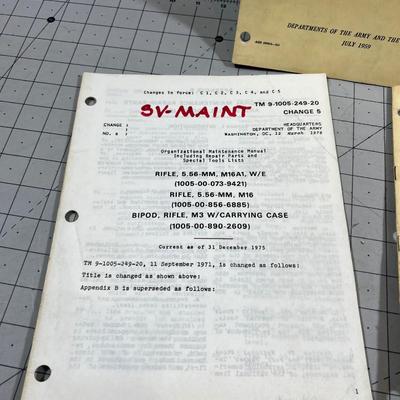 DEPARTMENTS OF THE ARMY AND THE
JULY 1959
Changes in force: C 1, C 2, C 3, C 4, and C 5
SV-MAINT
TM 9-1005-249-20
CHANGE 5
CHANGE
HEADQUARTERS
DEPARTMENT OF THE ARMY
WASHINGTON, DC, 12 March 1976
Organizational Maintenance Manual
Including Repair Parts and
Special Tools Lists
RIFLE, 5.56-MM, M16A1, W/E
(1005-00-073-9421)
RIFLE, 5.56-MM, M16
(1005-00-856-6885)
BIPOD, RIFLE, M3 W/CARRYING CASE
(1005-00-890-2609)
Current as of 31 December 1975
TM 9-1005-249-20, 11 September 1971, is changed as follows:
Title is changed as shown above:
Appendix B is superseded as follows:
1